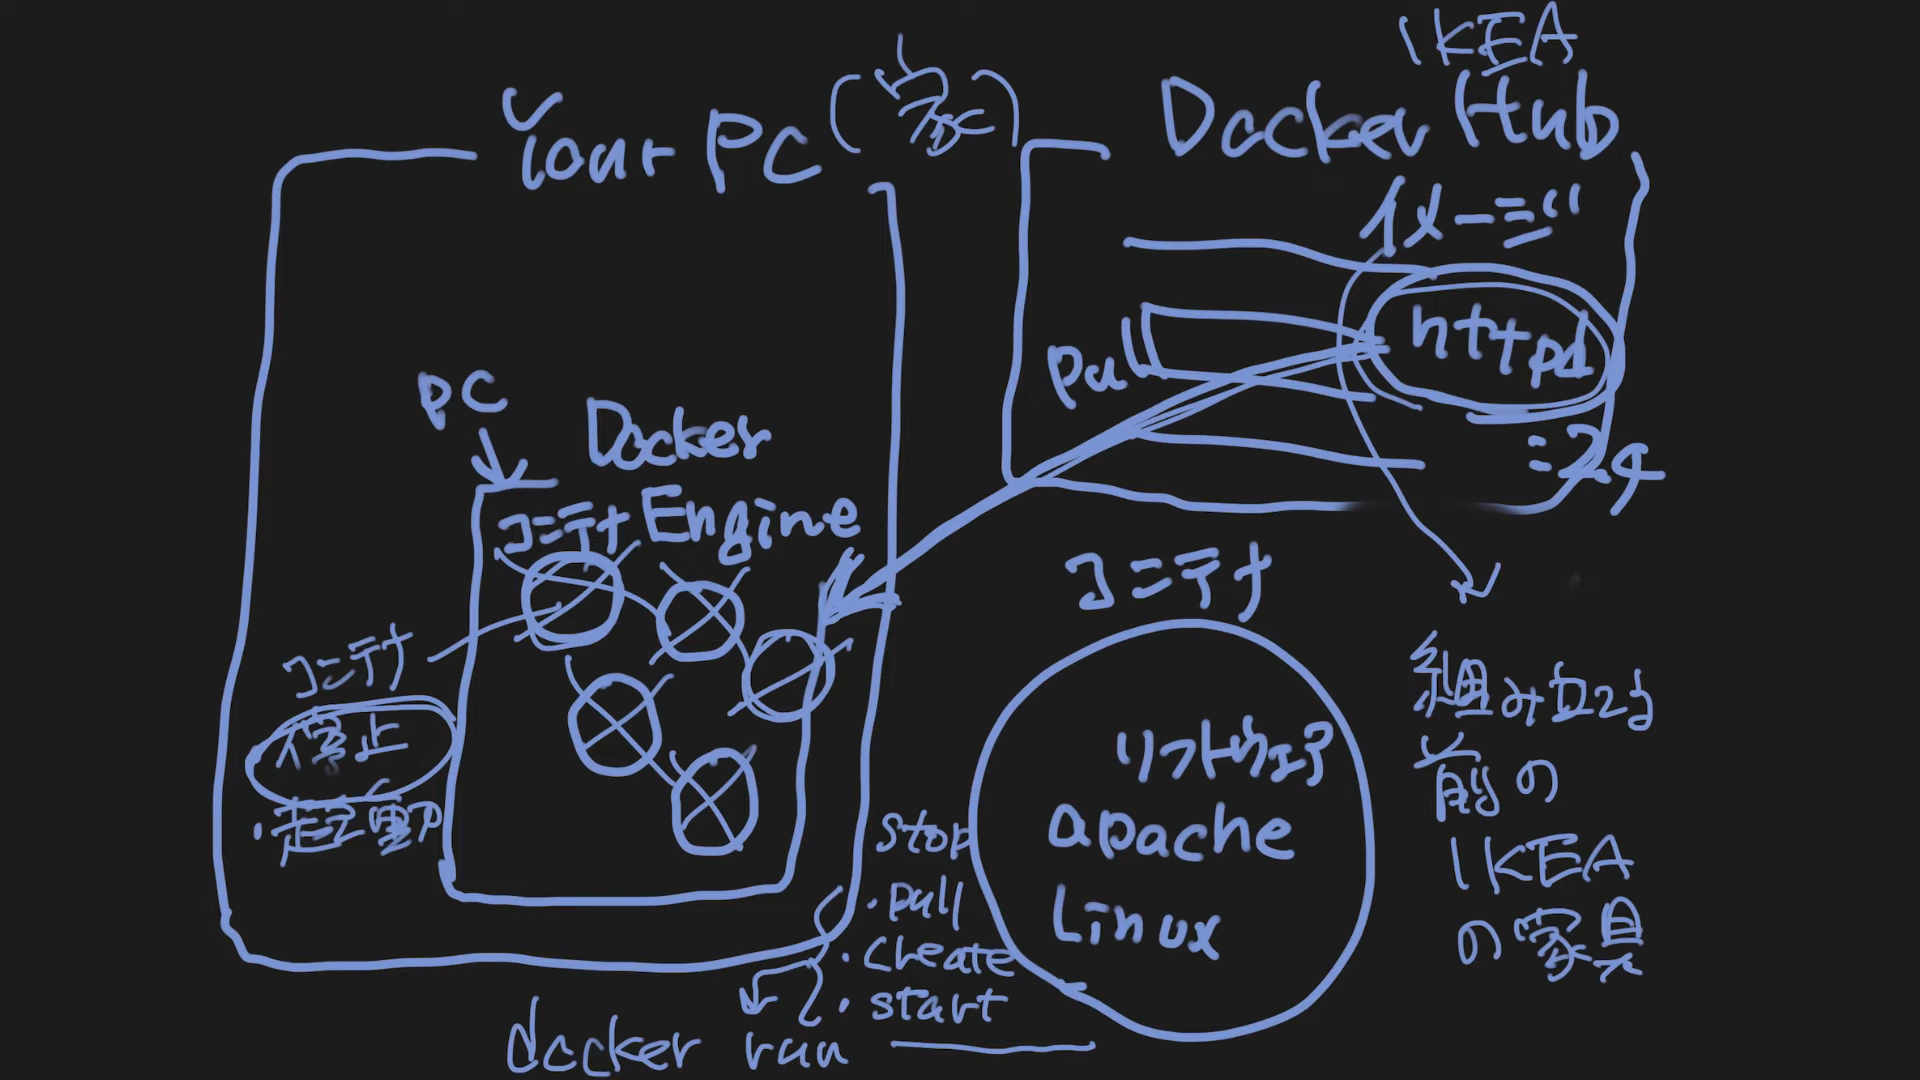 IKEA
Your PC
Docker Hub
イメージ
httpd
:2.4
pull
PC
Docker
Engine
コンテナ
コンテナ
停止
・起動
コンテナ
ソフトウェア
apache
Linux
組み立る
前の
IKEA
の家具
stop
・pull
・create
・start
docker run